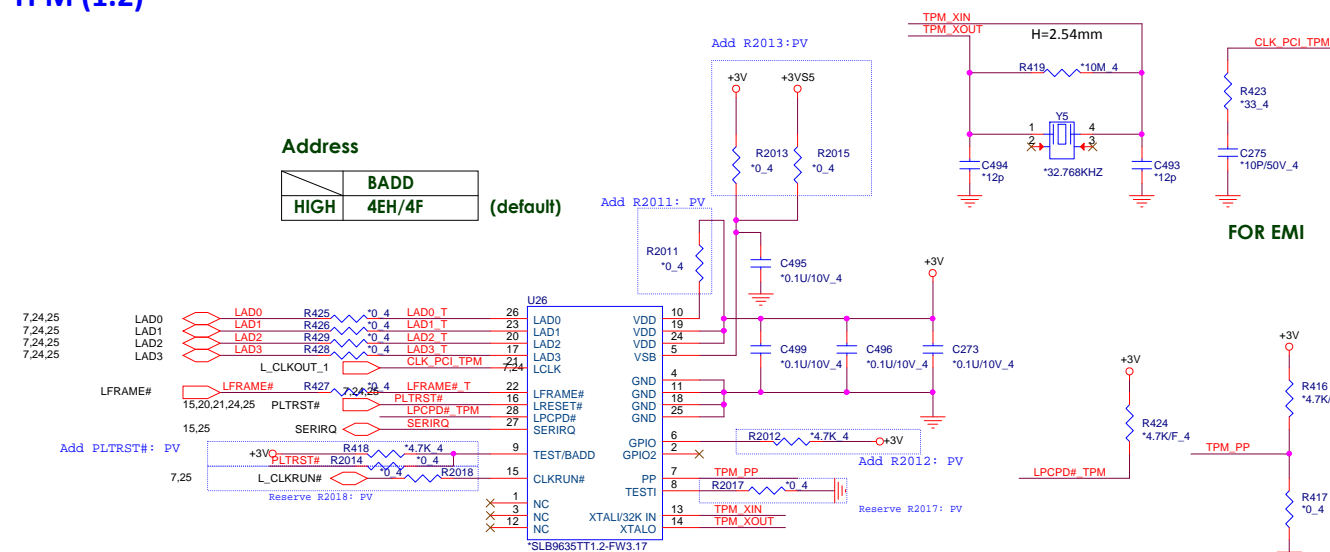 TPM (1.2)
TPM_XIN
TPM_XOUT
H=2.54mm
R419
*10M_4
Y5
1
4
2
3
*32.768KHZ
C494
*12p
C493
*12p
CLK_PCI_TPM
R423
*33_4
C275
*10P/50V_4
FOR EMI
Add R2013:PV
+3V
+3VS5
R2013
*0_4
R2015
*0_4
Address
BADD
HIGH
4EH/4F
(default)
Add R2011: PV
R2011
*0_4
C495
*0.1U/10V_4
+3V
C499
*0.1U/10V_4
C496
*0.1U/10V_4
C273
*0.1U/10V_4
U26
7,24,25
LAD0
LAD0
R425
*0_4
LAD0_T
26
LAD0
7,24,25
LAD1
LAD1
R426
*0_4
LAD1_T
23
LAD1
7,24,25
LAD2
LAD2
R429
*0_4
LAD2_T
20
LAD2
7,24,25
LAD3
LAD3
R428
*0_4
LAD3_T
17
LAD3
L_CLKOUT_1
CLK_PCI_TPM
21
7,24
LCLK
LFRAME#
LFRAME#
R427
*0_4
7,24,25
LFRAME#_T
22
LFRAME#
15,20,21,24,25
PLTRST#
PLTRST#
16
LRESET#
LPCPD#_TPM
28
LPCPD#
15,25
SERIRQ
SERIRQ
27
SERIRQ
Add PLTRST#: PV
+3V
R418
*4.7K_4
9
TEST/BADD
PLTRST#
R2014
*0_4
7,25
L_CLKRUN#
*0_4
R2018
15
CLKRUN#
Reserve R2018: PV
1
NC
3
NC
12
NC
10
VDD
19
VDD
24
VDD
5
VSB
4
GND
11
GND
18
GND
25
GND
6
GPIO
R2012
*4.7K_4
+3V
2
GPIO2
Add R2012: PV
7
PP
TPM_PP
8
TESTI
R2017
*0_4
Reserve R2017: PV
13
XTALI/32K IN
TPM_XIN
14
XTALO
TPM_XOUT
*SLB9635TT1.2-FW3.17
+3V
R424
*4.7K/F_4
LPCPD#_TPM
+3V
R416
*4.7K/
TPM_PP
R417
*0_4